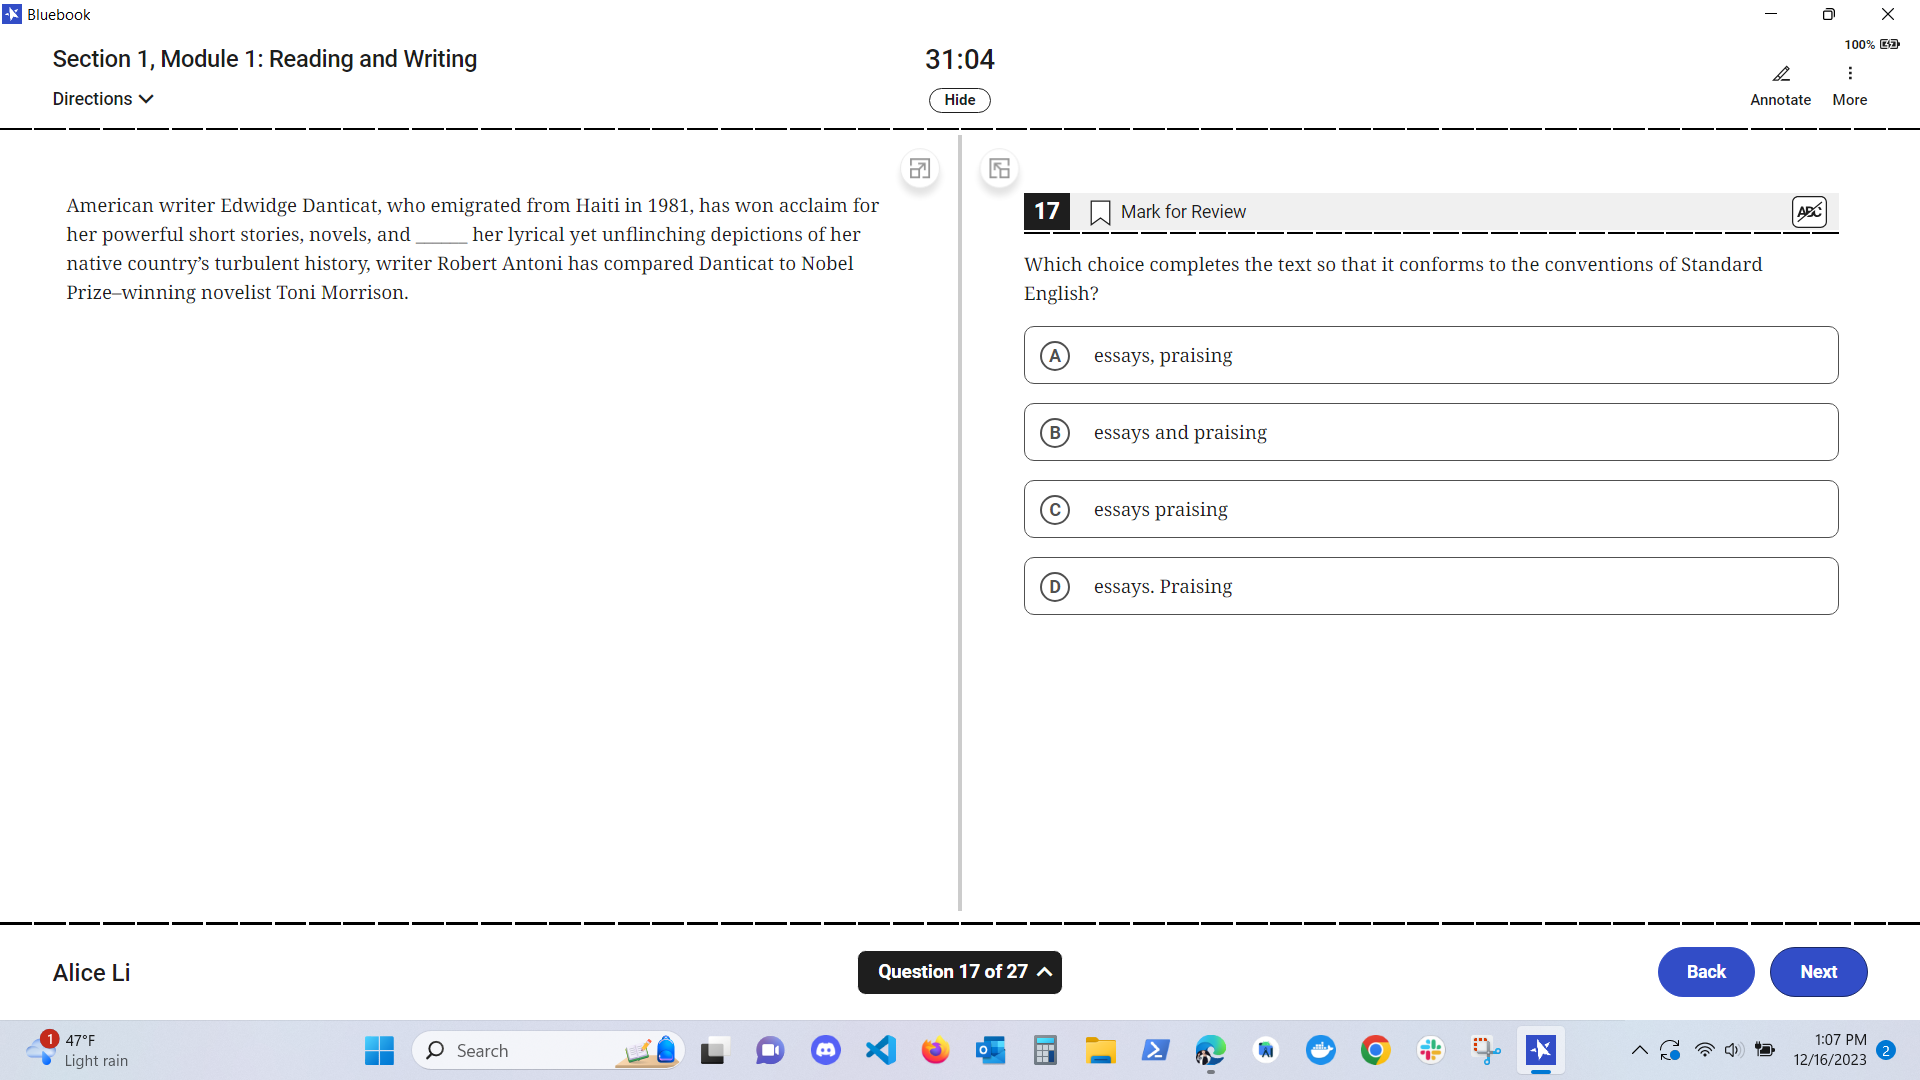 Bluebook
Section 1, Module 1: Reading and Writing
31:04
100%
Directions
Hide
Annotate
More
American writer Edwidge Danticat, who emigrated from Haiti in 1981, has won acclaim for
her powerful short stories, novels, and ______ her lyrical yet unflinching depictions of her
native country’s turbulent history, writer Robert Antoni has compared Danticat to Nobel
Prize–winning novelist Toni Morrison.
17
Mark for Review
ABC
Which choice completes the text so that it conforms to the conventions of Standard
English?
A essays, praising
B essays and praising
C essays praising
D essays. Praising
Alice Li
Question 17 of 27
Back
Next
1
47°F
Light rain
Search
1:07 PM
12/16/2023
2